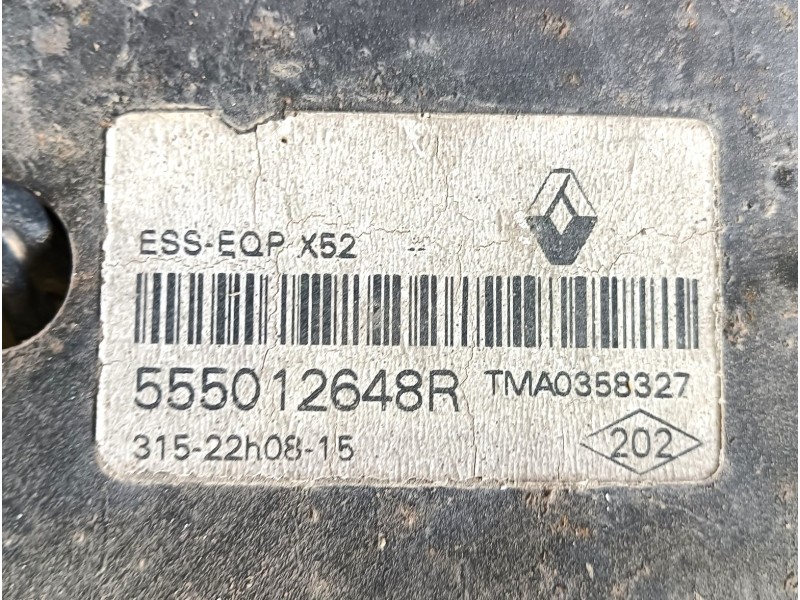 ESS-EQP X52 --
555012648R TMA0358327
315-22h08-15 202